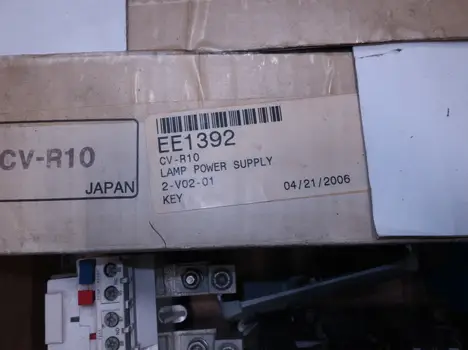 CV-R10
JAPAN
EE1392
CV-R10
LAMP POWER SUPPLY
2-V02-01 04/21/2006
KEY